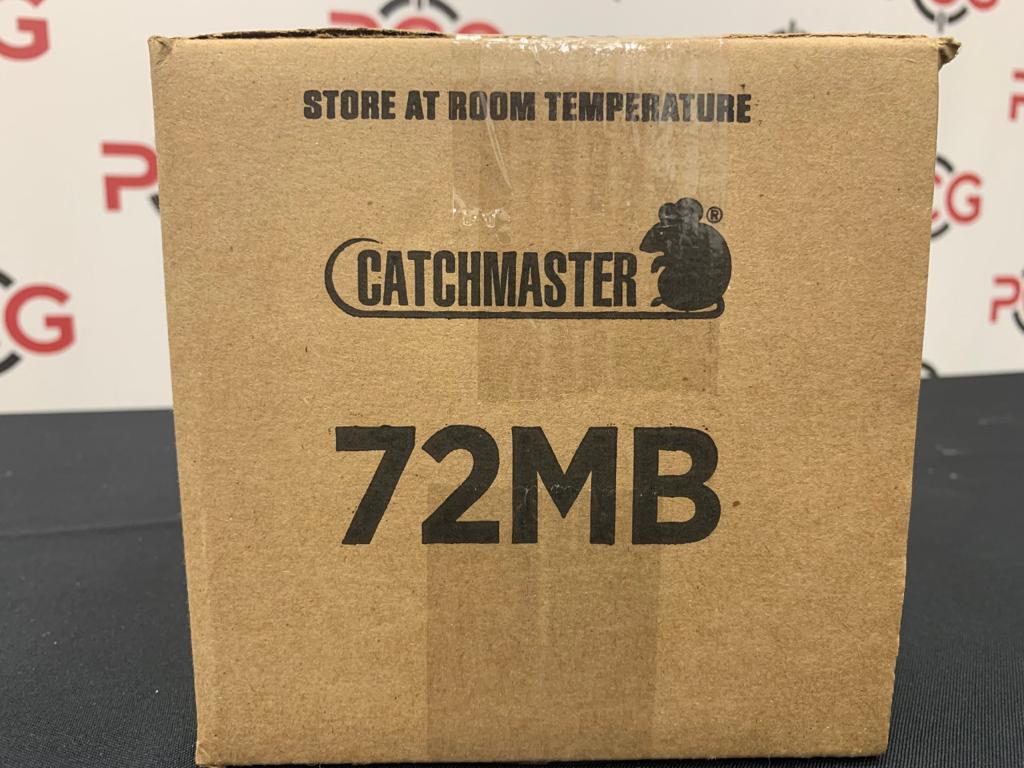 STORE AT ROOM TEMPERATURE
CATCHMASTER®
72MB